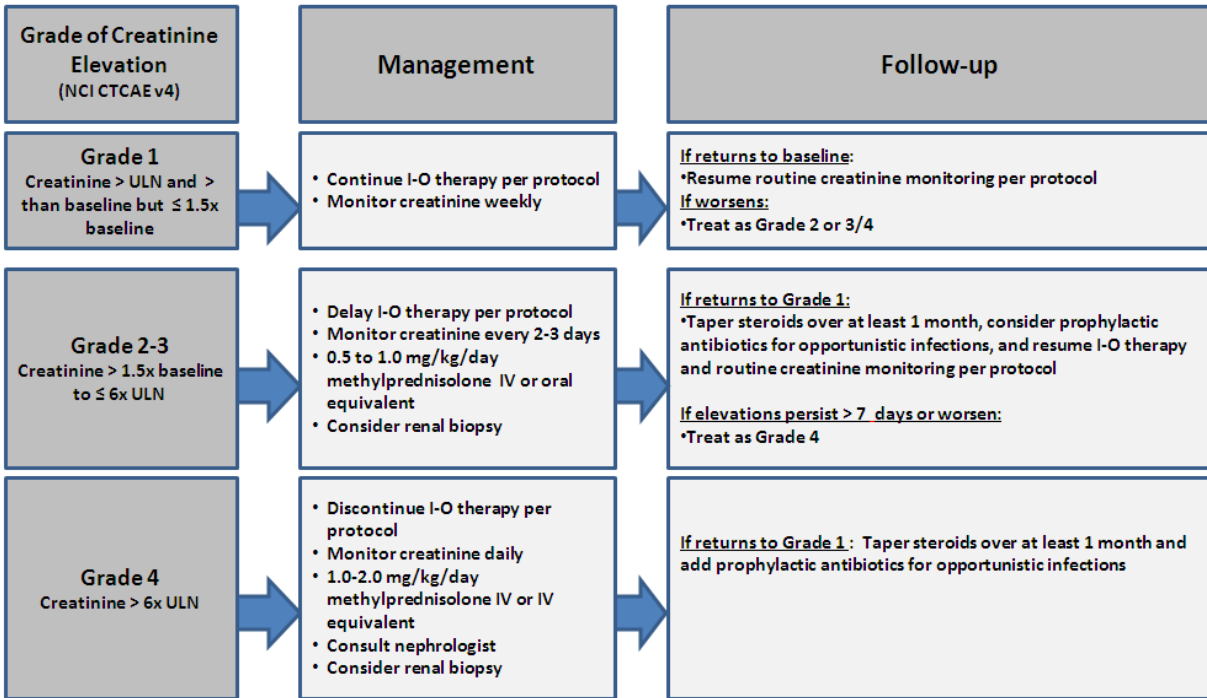 Grade of Creatinine
Elevation
(NCI CTCAE v4)
Management
Follow-up
Grade 1
Creatinine > ULN and >
than baseline but ≤ 1.5x
baseline
• Continue I-O therapy per protocol
• Monitor creatinine weekly
If returns to baseline:
•Resume routine creatinine monitoring per protocol
If worsens:
•Treat as Grade 2 or 3/4
Grade 2-3
Creatinine > 1.5x baseline
to ≤ 6x ULN
• Delay I-O therapy per protocol
• Monitor creatinine every 2-3 days
• 0.5 to 1.0 mg/kg/day
methylprednisolone IV or oral
equivalent
• Consider renal biopsy
If returns to Grade 1:
•Taper steroids over at least 1 month, consider prophylactic
antibiotics for opportunistic infections, and resume I-O therapy
and routine creatinine monitoring per protocol
If elevations persist > 7 days or worsen:
•Treat as Grade 4
Grade 4
Creatinine > 6x ULN
• Discontinue I-O therapy per
protocol
• Monitor creatinine daily
• 1.0-2.0 mg/kg/day
methylprednisolone IV or IV
equivalent
• Consult nephrologist
• Consider renal biopsy
If returns to Grade 1 : Taper steroids over at least 1 month and
add prophylactic antibiotics for opportunistic infections